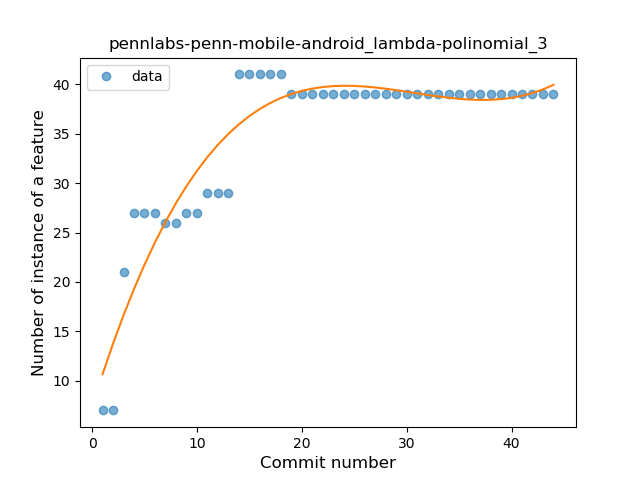 pennlabs-penn-mobile-android_lambda-polinomial_3
data
Number of instance of a feature
40
35
30
25
20
15
10
0 10 20 30 40
Commit number